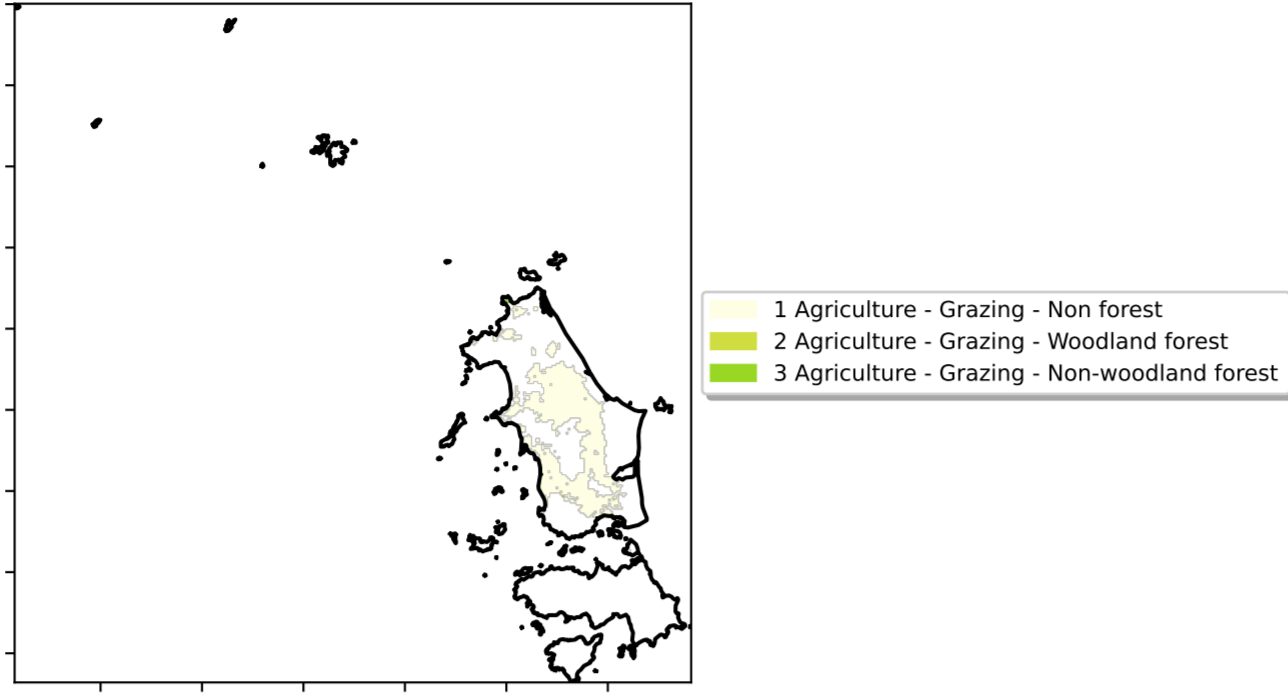 1 Agriculture - Grazing - Non forest
2 Agriculture - Grazing - Woodland forest
3 Agriculture - Grazing - Non-woodland forest